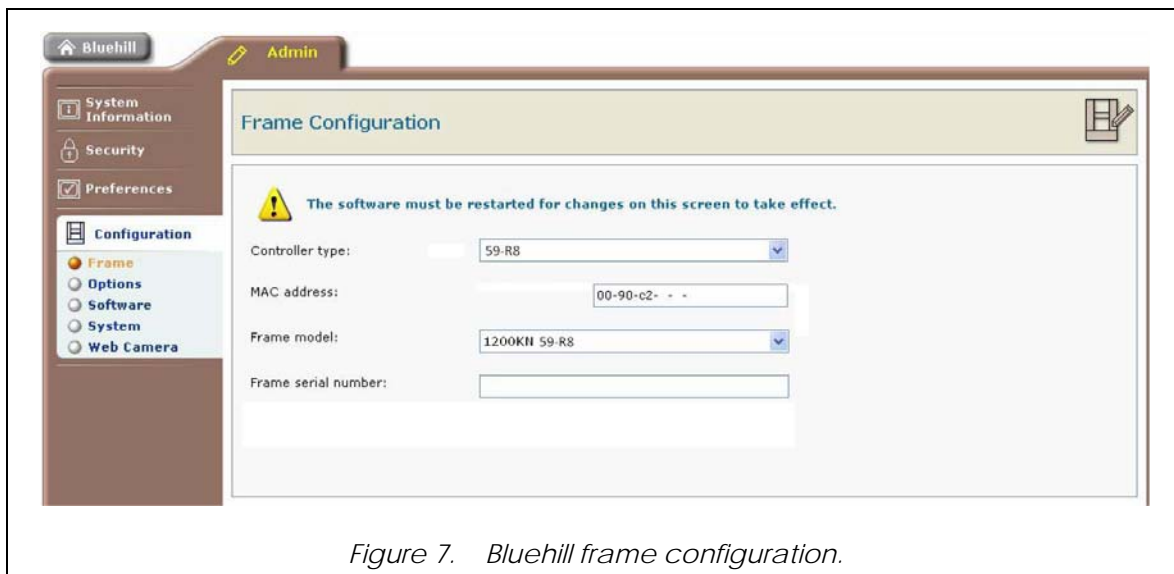 Bluehill
Admin
System
Information
Security
Preferences
Configuration
Frame
Options
Software
System
Web Camera
Frame Configuration
The software must be restarted for changes on this screen to take effect.
Controller type: 59-R8
MAC address: 00-90-c2- - -
Frame model: 1200KN 59-R8
Frame serial number:
Figure 7. Bluehill frame configuration.